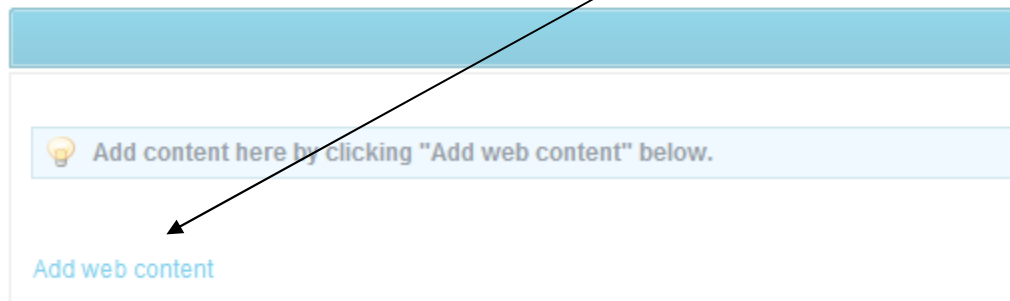 Add content here by clicking "Add web content" below.
Add web content